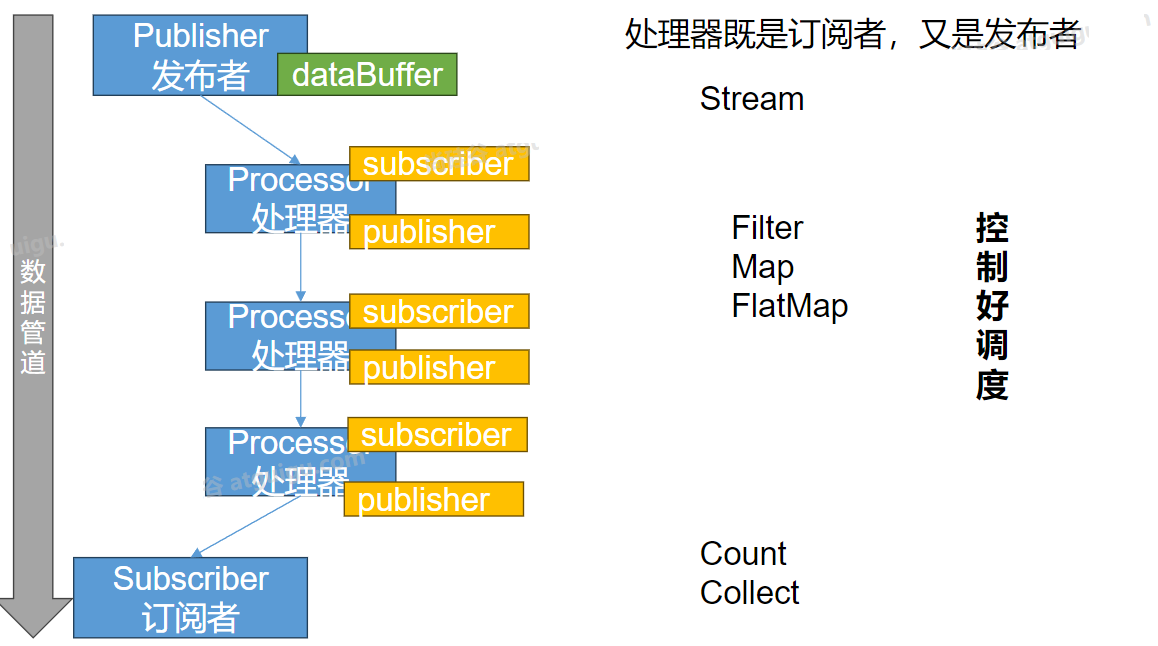 Publisher
发布者
dataBuffer
处理器既是订阅者，又是发布者
Stream
subscriber
Processor
处理器
publisher
数据管道
Filter
Map
FlatMap
控制好调度
subscriber
处理器
publisher
subscriber
处理器
publisher
Subscriber
订阅者
Count
Collect